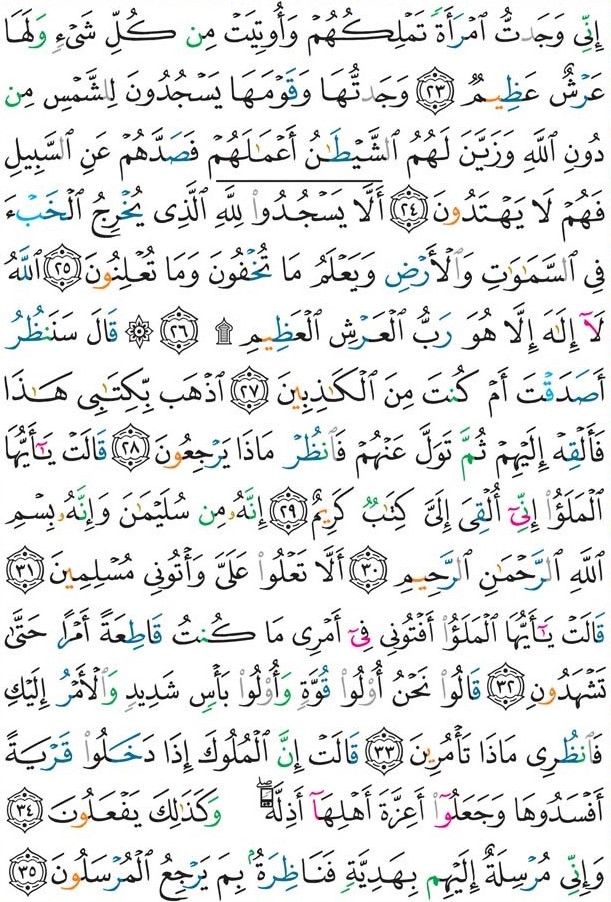 إِنِّي وَجَدتُّ ٱمْرَأَةً تَمْلِكُهُمْ وَأُوتِيَتْ مِن كُلِّ شَيْءٍ وَلَهَا
عَرْشٌ عَظِيمٌ ٢٣ وَجَدتُّهَا وَقَوْمَهَا يَسْجُدُونَ لِلشَّمْسِ مِن
دُونِ ٱللَّهِ وَزَيَّنَ لَهُمُ ٱلشَّيْطَٰنُ أَعْمَٰلَهُمْ فَصَدَّهُمْ عَنِ ٱلسَّبِيلِ
فَهُمْ لَا يَهْتَدُونَ ٢٤ أَلَّا يَسْجُدُوا۟ لِلَّهِ ٱلَّذِى يُخْرِجُ ٱلْخَبْءَ
فِى ٱلسَّمَٰوَٰتِ وَٱلْأَرْضِ وَيَعْلَمُ مَا تُخْفُونَ وَمَا تُعْلِنُونَ ٢٥ ٱللَّهُ
لَآ إِلَٰهَ إِلَّا هُوَ رَبُّ ٱلْعَرْشِ ٱلْعَظِيمِ ۩ ٢٦ ۞ قَالَ سَنَنظُرُ
أَصَدَقْتَ أَمْ كُنتَ مِنَ ٱلْكَٰذِبِينَ ٢٧ ٱذْهَب بِّكِتَٰبِى هَٰذَا
فَأَلْقِهْ إِلَيْهِمْ ثُمَّ تَوَلَّ عَنْهُمْ فَٱنظُرْ مَاذَا يَرْجِعُونَ ٢٨ قَالَتْ يَٰٓأَيُّهَا
ٱلْمَلَؤُا۟ إِنِّىٓ أُلْقِىَ إِلَىَّ كِتَٰبٌ كَرِيمٌ ٢٩ إِنَّهُۥ مِن سُلَيْمَٰنَ وَإِنَّهُۥ بِسْمِ
ٱللَّهِ ٱلرَّحْمَٰنِ ٱلرَّحِيمِ ٣٠ أَلَّا تَعْلُوا۟ عَلَىَّ وَأْتُونِى مُسْلِمِينَ ٣١
قَالَتْ يَٰٓأَيُّهَا ٱلْمَلَؤُا۟ أَفْتُونِى فِىٓ أَمْرِى مَا كُنتُ قَاطِعَةً أَمْرًا حَتَّىٰ
تَشْهَدُونِ ٣٢ قَالُوا۟ نَحْنُ أُو۟لُوا۟ قُوَّةٍ وَأُو۟لُوا۟ بَأْسٍ شَدِيدٍ وَٱلْأَمْرُ إِلَيْكِ
فَٱنظُرِى مَاذَا تَأْمُرِينَ ٣٣ قَالَتْ إِنَّ ٱلْمُلُوكَ إِذَا دَخَلُوا۟ قَرْيَةً
أَفْسَدُوهَا وَجَعَلُوٓا۟ أَعِزَّةَ أَهْلِهَآ أَذِلَّةً ۖ وَكَذَٰلِكَ يَفْعَلُونَ ٣٤
وَإِنِّى مُرْسِلَةٌ إِلَيْهِم بِهَدِيَّةٍ فَنَاظِرَةٌۢ بِمَ يَرْجِعُ ٱلْمُرْسَلُونَ ٣٥